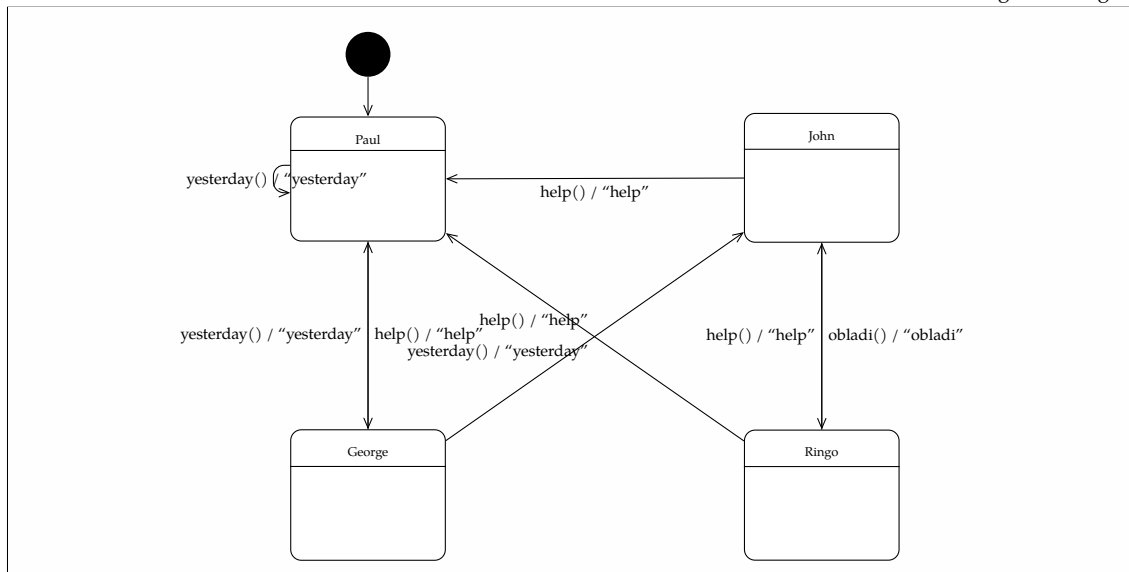 Paul
John
yesterday() / “yesterday”
help() / “help”
help() / “help”
yesterday() / “yesterday”
help() / “help”
yesterday() / “yesterday”
help() / “help”
obladi() / “obladi”
George
Ringo